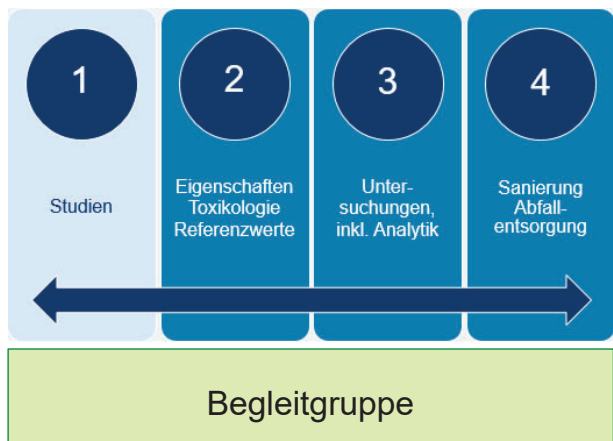 1
Studien
2
Eigenschaften
Toxikologie
Referenzwerte
3
Unter-
suchungen,
inkl. Analytik
4
Sanierung
Abfall-
entsorgung
Begleitgruppe